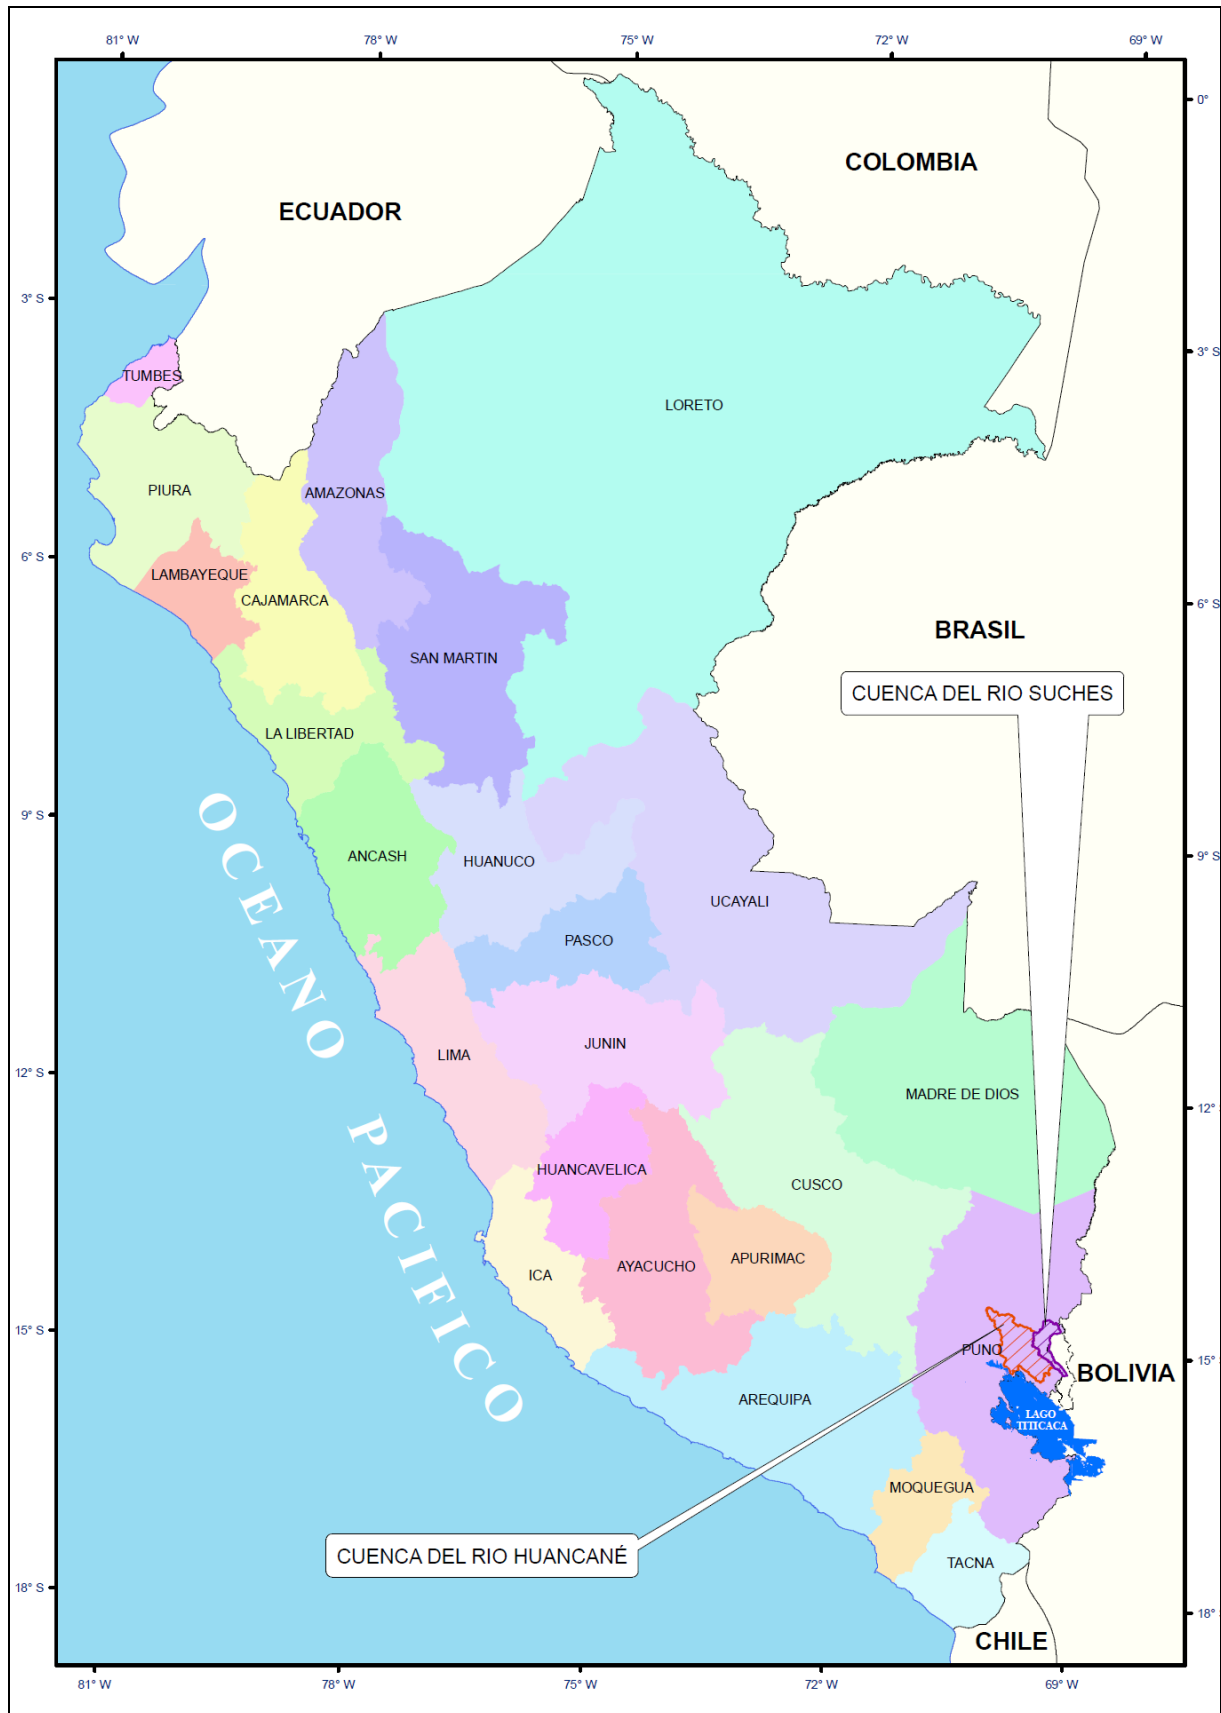 81° W
78° W
75° W
72° W
69° W
0°
COLOMBIA
ECUADOR
3° S
3° S
TUMBES
LORETO
PIURA
AMAZONAS
6° S
LAMBAYEQUE
CAJAMARCA
6° S
BRASIL
SAN MARTIN
CUENCA DEL RIO SUCHES
LA LIBERTAD
9° S
ANCASH
HUANUCO
9° S
UCAYALI
PASCO
OCEANO PACIFICO
JUNIN
LIMA
12° S
MADRE DE DIOS
12° S
HUANCAVELICA
CUSCO
APURIMAC
AYACUCHO
ICA
15° S
PUNO
15° S
BOLIVIA
AREQUIPA
LAGO
TITICACA
MOQUEGUA
CUENCA DEL RIO HUANCANÉ
TACNA
18° S
18° S
CHILE
81° W
78° W
75° W
72° W
69° W